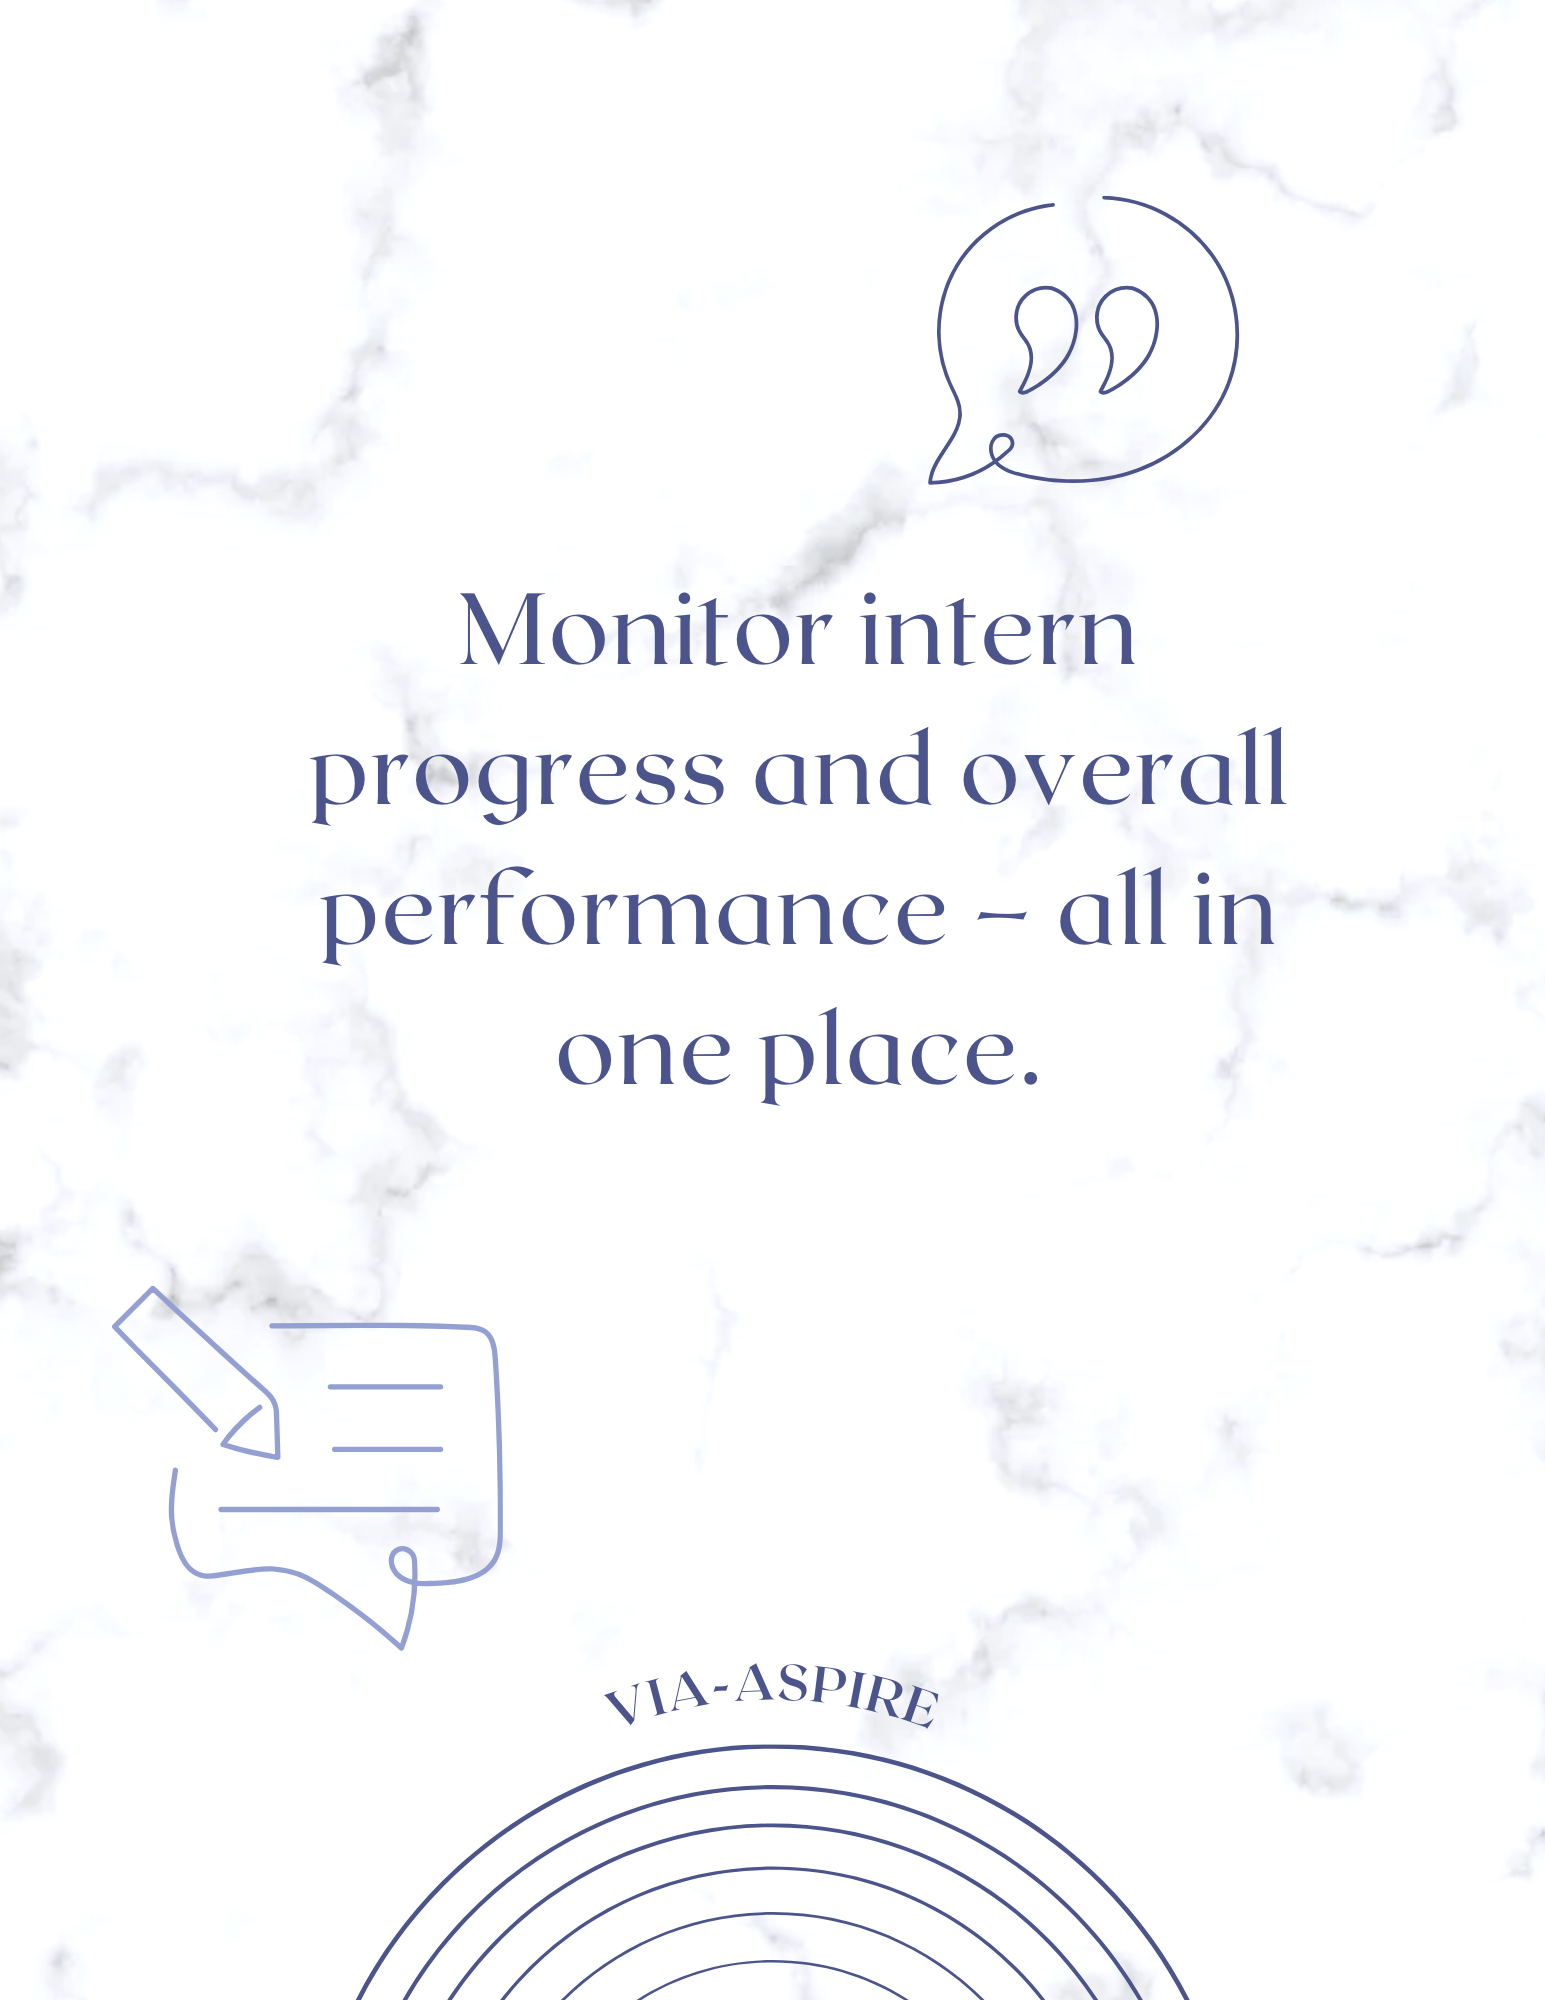 Monitor intern
progress and overall
performance – all in
one place.
VIA-ASPIRE